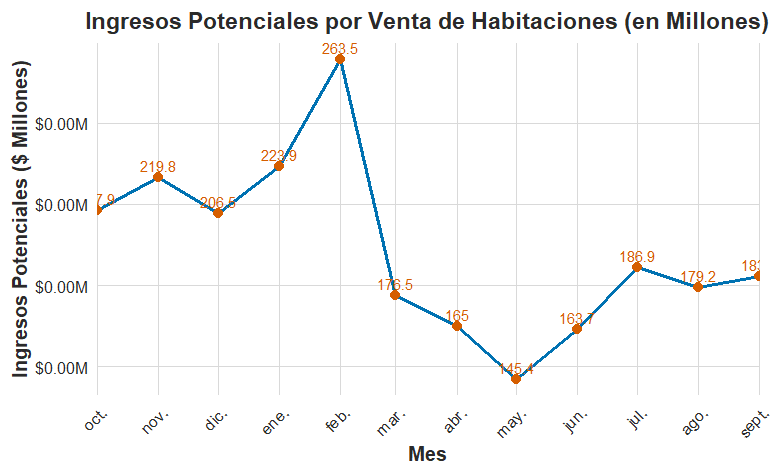 Ingresos Potenciales por Venta de Habitaciones (en Millones)
Ingresos Potenciales ($ Millones)
$0.00M
$0.00M
$0.00M
$0.00M
7.9
219.8
206.5
223.9
263.5
176.5
165
145.4
163.7
186.9
179.2
oct.
nov.
dic.
ene.
feb.
mar.
abr.
may.
jun.
jul.
ago.
sept.
Mes